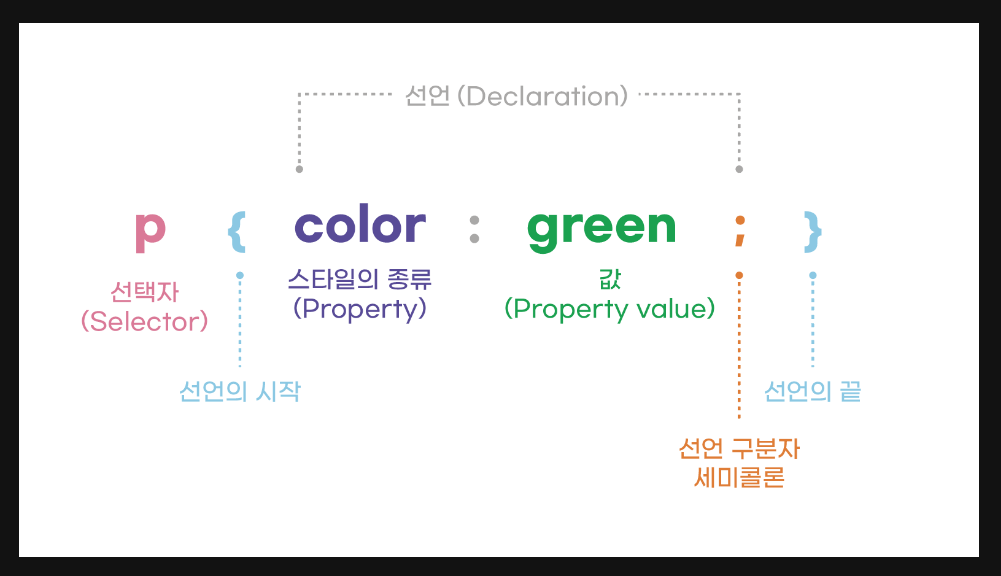 선언 (Declaration)
p { color : green ; }
선택자
(Selector)
스타일의 종류
(Property)
값
(Property value)
선언의 시작
선언의 끝
선언 구분자
세미콜론